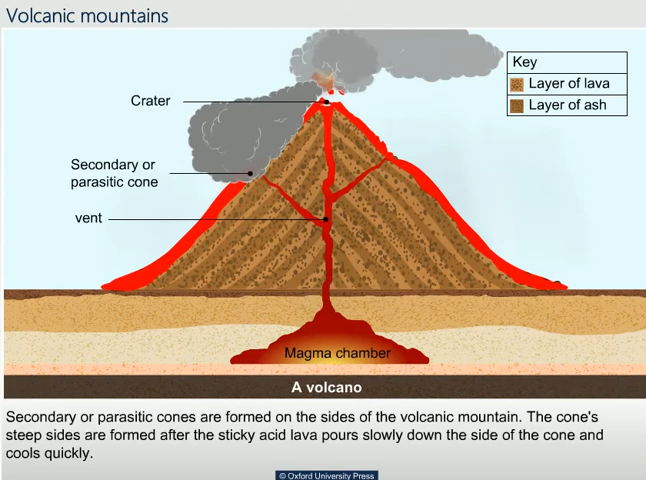 Volcanic mountains
Key
Layer of lava
Layer of ash
Crater
Secondary or
parasitic cone
vent
Magma chamber
A volcano
Secondary or parasitic cones are formed on the sides of the volcanic mountain. The cone's
steep sides are formed after the sticky acid lava pours slowly down the side of the cone and
cools quickly.
© Oxford University Press